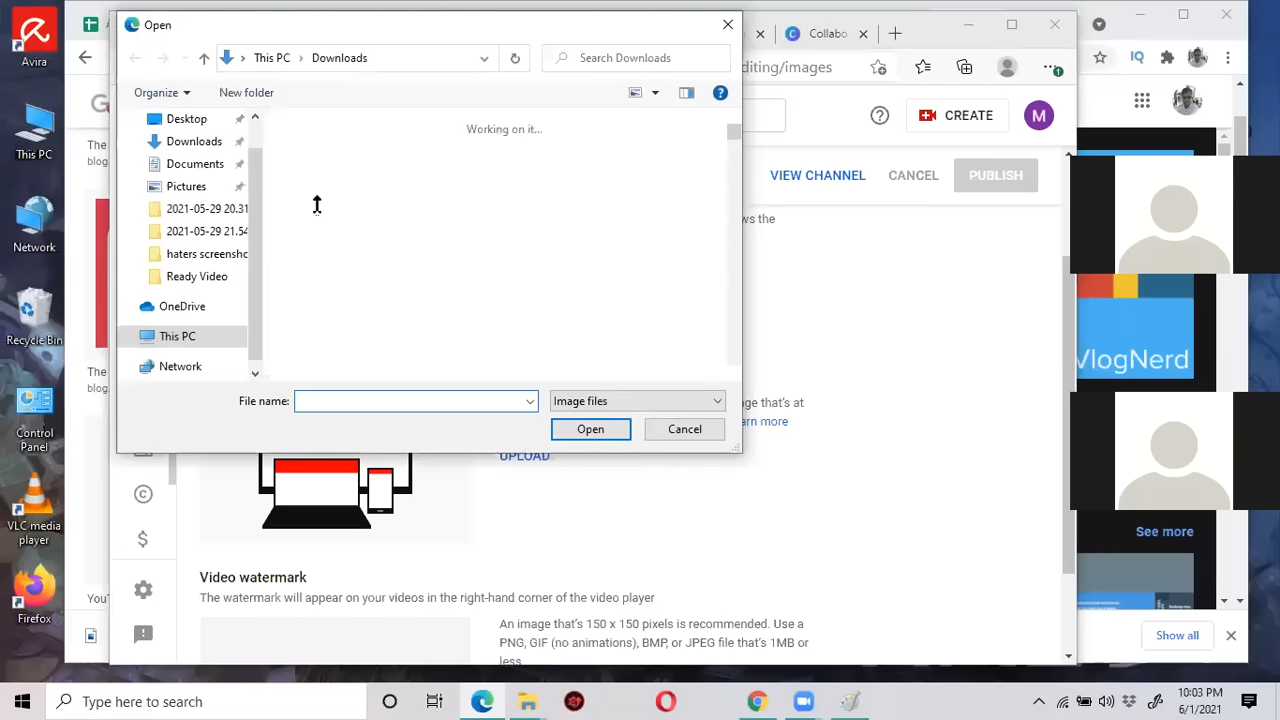 Avira
This PC
Network
Recycle Bin
Control
Panel
VLC media
player
Firefox
Open
This PC
Downloads
Search Downloads
Organize
New folder
Desktop
Downloads
Documents
Pictures
2021-05-29 20.31
2021-05-29 21.54
haters screensho
Ready Video
OneDrive
This PC
Network
Working on it...
File name:
Image files
Open
Cancel
Collabo
diting/images
IQ
CREATE
M
VIEW CHANNEL
CANCEL
PUBLISH
ws the
ge that's at
arn more
UPLOAD
Video watermark
The watermark will appear on your videos in the right-hand corner of the video player
An image that's 150 x 150 pixels is recommended. Use a
PNG, GIF (no animations), BMP, or JPEG file that's 1MB or
less.
The
blog
The
blog
You
VlogNerd
See more
Show all
Type here to search
10:03 PM
6/1/2021